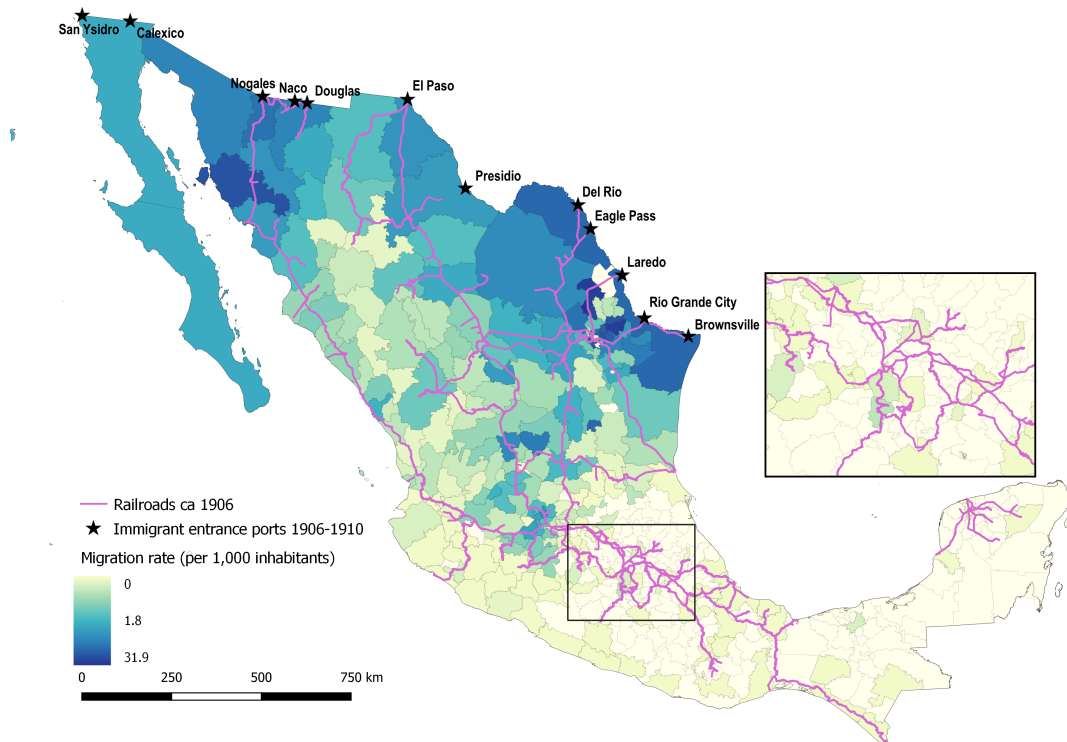 San Ysidro
Calexico
Nogales
Naco
Douglas
El Paso
Presidio
Del Rio
Eagle Pass
Laredo
Rio Grande City
Brownsville
Railroads ca 1906
Immigrant entrance ports 1906-1910
Migration rate (per 1,000 inhabitants)
0
1.8
31.9
0 250 500 750 km